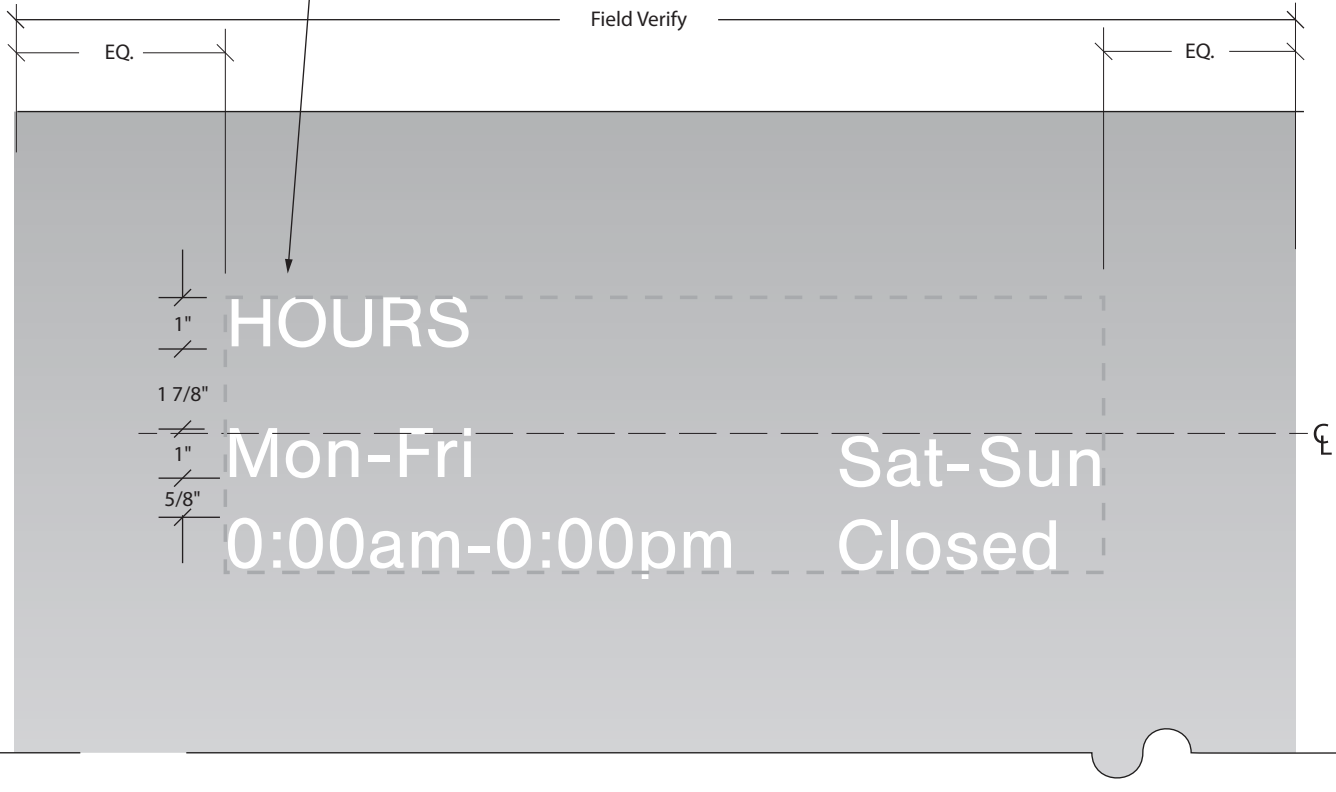 Field Verify
EQ. EQ.
HOURS
1"
1 7/8"
Mon-Fri Sat-Sun
1"
5/8"
0:00am-0:00pm Closed
℄